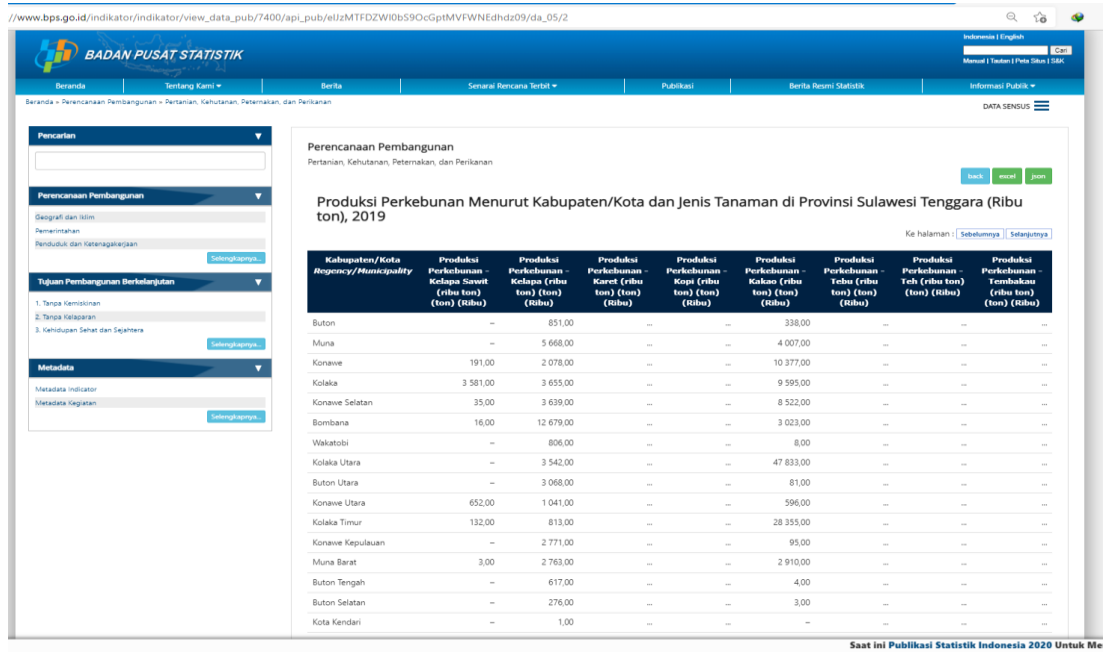 //www.bps.go.id/indikator/indikator/view_data_pub/7400/api_pub/elJzMTFDZWl0bS9OcGptMVFWNEdhdz09/da_05/2
Indonesia | English
BADAN PUSAT STATISTIK
Cari
Manual | Tautan | Peta Situs | S&K
Beranda Tentang Kami Berita Senarai Rencana Terbit Publikasi Berita Resmi Statistik Informasi Publik
Beranda » Perencanaan Pembangunan » Pertanian, Kehutanan, Peternakan, dan Perikanan
DATA SENSUS
Pencarian
Perencanaan Pembangunan
Geografi dan Iklim
Pemerintahan
Penduduk dan Ketenagakerjaan
Selengkapnya...
Tujuan Pembangunan Berkelanjutan
1. Tanpa Kemiskinan
2. Tanpa Kelaparan
3. Kehidupan Sehat dan Sejahtera
Selengkapnya...
Metadata
Metadata Indicator
Metadata Kegiatan
Selengkapnya...
Perencanaan Pembangunan
Pertanian, Kehutanan, Peternakan, dan Perikanan
back excel json
Produksi Perkebunan Menurut Kabupaten/Kota dan Jenis Tanaman di Provinsi Sulawesi Tenggara (Ribu
ton), 2019
Ke halaman : Sebelumnya Selanjutnya
Kabupaten/Kota Produksi Produksi Produksi Produksi Produksi Produksi Produksi Produksi
Regency/Municipality Perkebunan - Perkebunan - Perkebunan - Perkebunan - Perkebunan - Perkebunan - Perkebunan - Perkebunan -
Kelapa Sawit Kelapa (ribu Karet (ribu Kopi (ribu Kakao (ribu Tebu (ribu Teh (ribu ton) Tembakau
(ribu ton) ton) (ton) ton) (ton) ton) (ton) ton) (ton) ton) (ton) (ton) (Ribu) (ribu ton)
(ton) (Ribu) (Ribu) (Ribu) (Ribu) (Ribu) (Ribu) (ton) (Ribu)
Buton – 851,00 ... ... 338,00 ... ... ...
Muna – 5 668,00 ... ... 4 007,00 ... ... ...
Konawe 191,00 2 078,00 ... ... 10 377,00 ... ... ...
Kolaka 3 581,00 3 655,00 ... ... 9 595,00 ... ... ...
Konawe Selatan 35,00 3 639,00 ... ... 8 522,00 ... ... ...
Bombana 16,00 12 679,00 ... ... 3 023,00 ... ... ...
Wakatobi – 806,00 ... ... 8,00 ... ... ...
Kolaka Utara – 3 542,00 ... ... 47 833,00 ... ... ...
Buton Utara – 3 068,00 ... ... 81,00 ... ... ...
Konawe Utara 652,00 1 041,00 ... ... 596,00 ... ... ...
Kolaka Timur 132,00 813,00 ... ... 28 355,00 ... ... ...
Konawe Kepulauan – 2 771,00 ... ... 95,00 ... ... ...
Muna Barat 3,00 2 763,00 ... ... 2 910,00 ... ... ...
Buton Tengah – 617,00 ... ... 4,00 ... ... ...
Buton Selatan – 276,00 ... ... 3,00 ... ... ...
Kota Kendari – 1,00 ... ... – ... ... ...
Saat ini Publikasi Statistik Indonesia 2020 Untuk Me